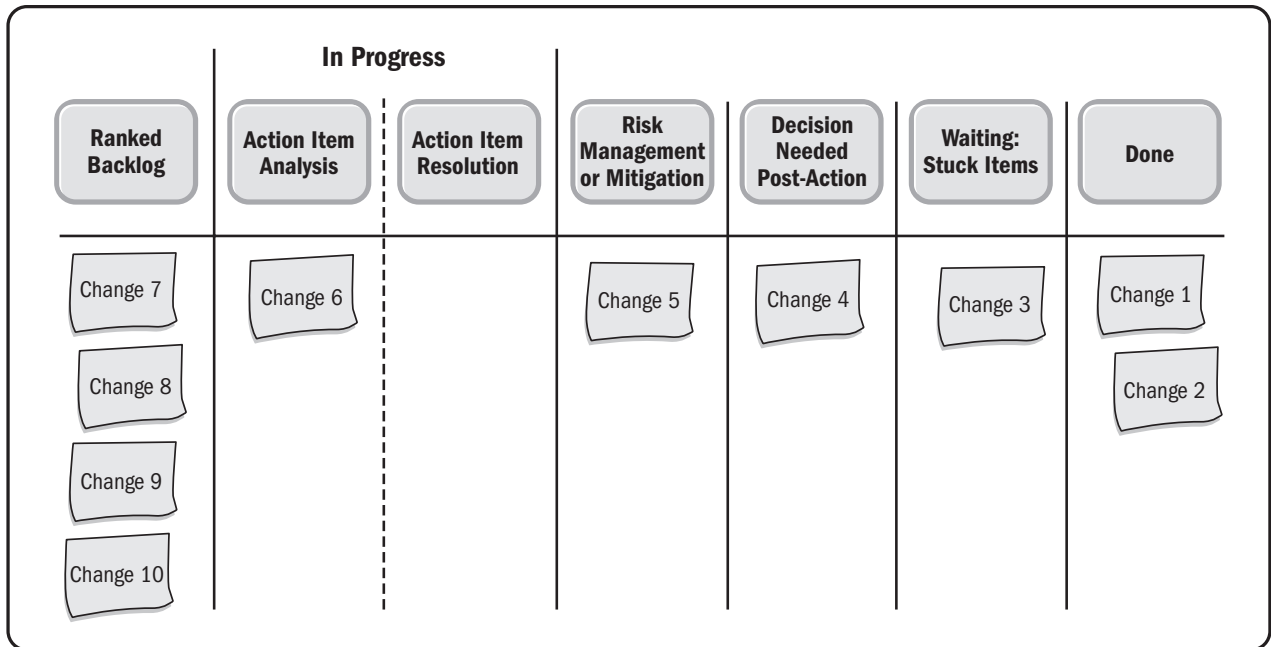 In Progress
Ranked
Backlog
Action Item
Analysis
Action Item
Resolution
Risk
Management
or Mitigation
Decision
Needed
Post-Action
Waiting:
Stuck Items
Done
Change 7
Change 8
Change 9
Change 10
Change 6
Change 5
Change 4
Change 3
Change 1
Change 2